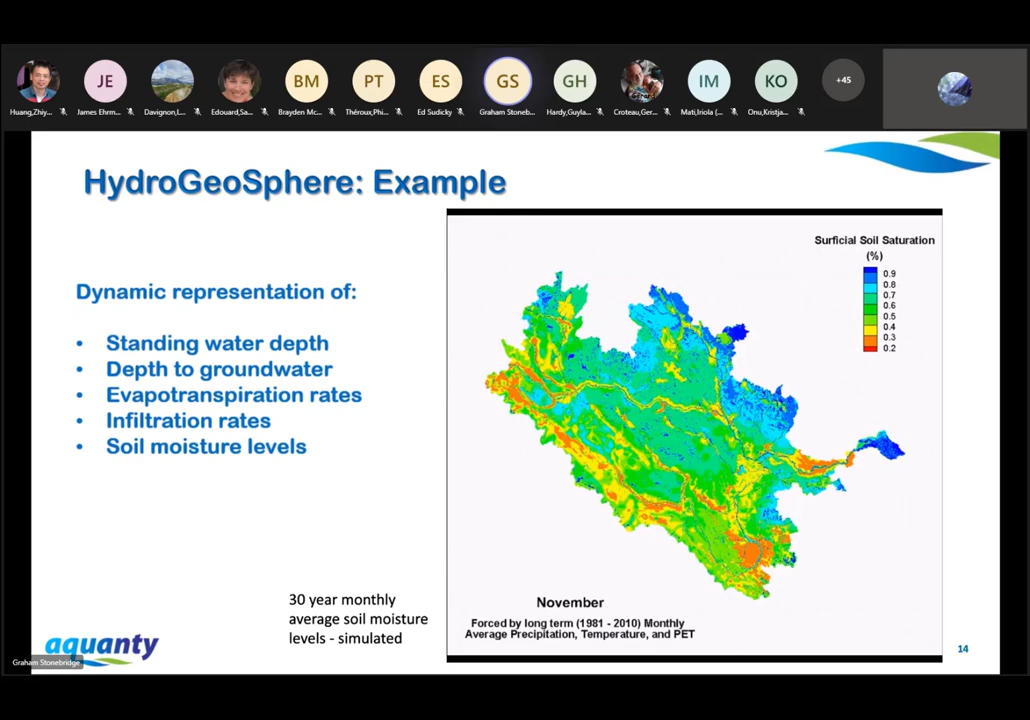 JE
BM
PT
ES
GS
GH
IM
KO
+45
Huang,Zhiy...
James Ehrm...
Davignon,L...
Edouard,Sa...
Brayden Mc...
Théroux,Phi...
Ed Sudicky
Graham Stoneb...
Hardy,Guyla...
Croteau,Ger...
Mati,Iriola (...
Onu,Kristja...
HydroGeoSphere: Example
Dynamic representation of:
• Standing water depth
• Depth to groundwater
• Evapotranspiration rates
• Infiltration rates
• Soil moisture levels
Surficial Soil Saturation
(%)
0.9
0.8
0.7
0.6
0.5
0.4
0.3
0.2
November
Forced by long term (1981 - 2010) Monthly
Average Precipitation, Temperature, and PET
30 year monthly
average soil moisture
levels - simulated
aquanty
Graham Stonebridge
14